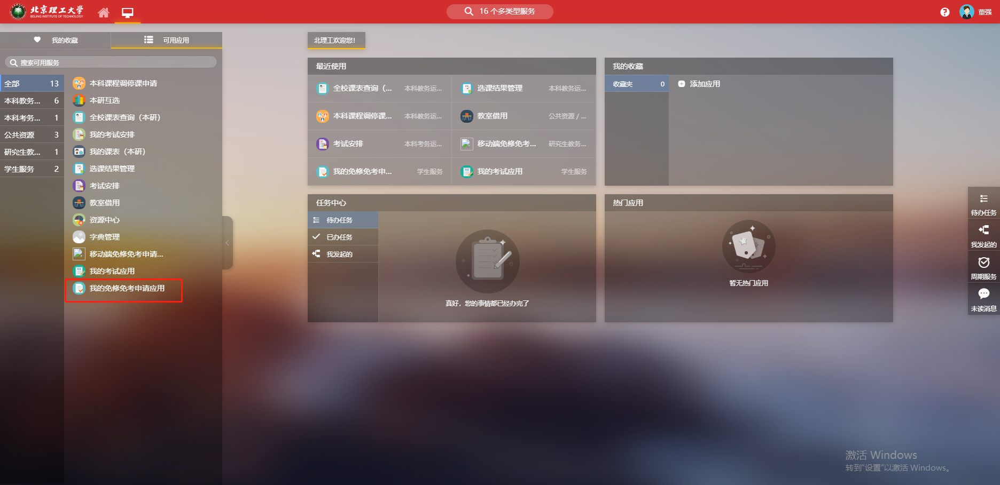 北京理工大学
BEIJING INSTITUTE OF TECHNOLOGY
16 个多类型服务
董强
我的收藏
可用应用
搜索可用服务
全部 13
本科教务... 6
本科考务... 1
公共资源 3
研究生教... 1
学生服务 2
本科课程调停课申请
本研互选
全校课表查询（本研）
我的考试安排
我的课表（本研）
选课结果管理
考试安排
教室借用
资源中心
字典管理
移动端免修免考申请...
我的考试应用
我的免修免考申请应用
北理工欢迎您!
最近使用
全校课表查询（... 本科教务运...
选课结果管理 本科教务运...
本科课程调停课... 本科教务运...
教室借用 公共资源 / ...
考试安排 本科考务运...
移动端免修免考... 研究生教务...
我的免修免考申... 学生服务
我的考试应用 学生服务
我的收藏
收藏夹 0
添加应用
任务中心
待办任务
已办任务
我发起的
真好，您的事情都已经办完了
热门应用
暂无热门应用
待办任务
我发起的
周期服务
未读消息
激活 Windows
转到"设置"以激活 Windows。